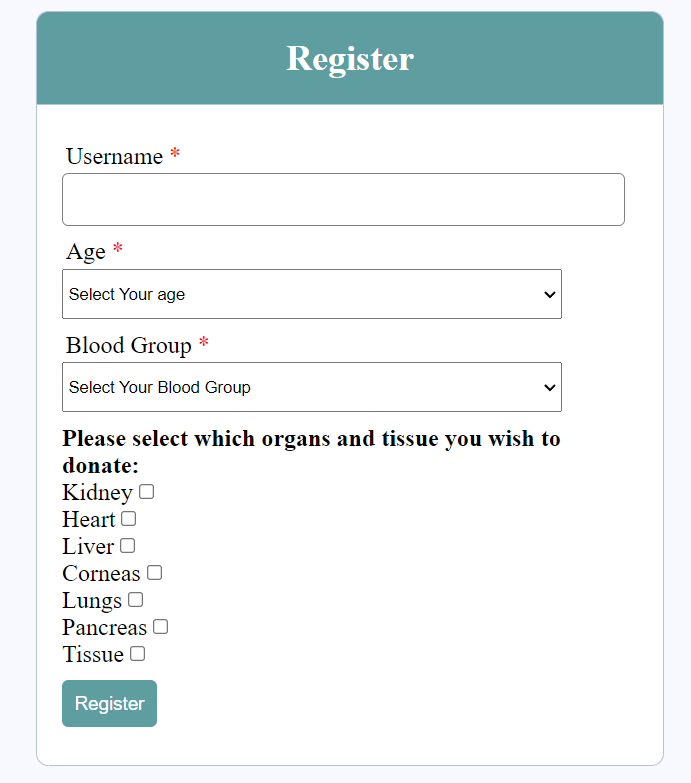 Register
Username *
Age *
Select Your age
Blood Group *
Select Your Blood Group
Please select which organs and tissue you wish to
donate:
Kidney
Heart
Liver
Corneas
Lungs
Pancreas
Tissue
Register